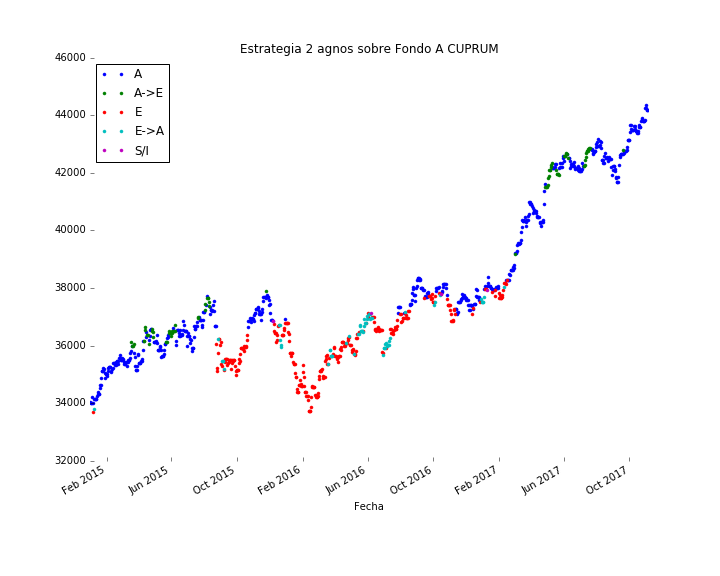 Estrategia 2 agnos sobre Fondo A CUPRUM
46000
44000
42000
40000
38000
36000
34000
32000
A
A->E
E
E->A
S/I
Feb 2015
Jun 2015
Oct 2015
Feb 2016
Jun 2016
Oct 2016
Feb 2017
Jun 2017
Oct 2017
Fecha